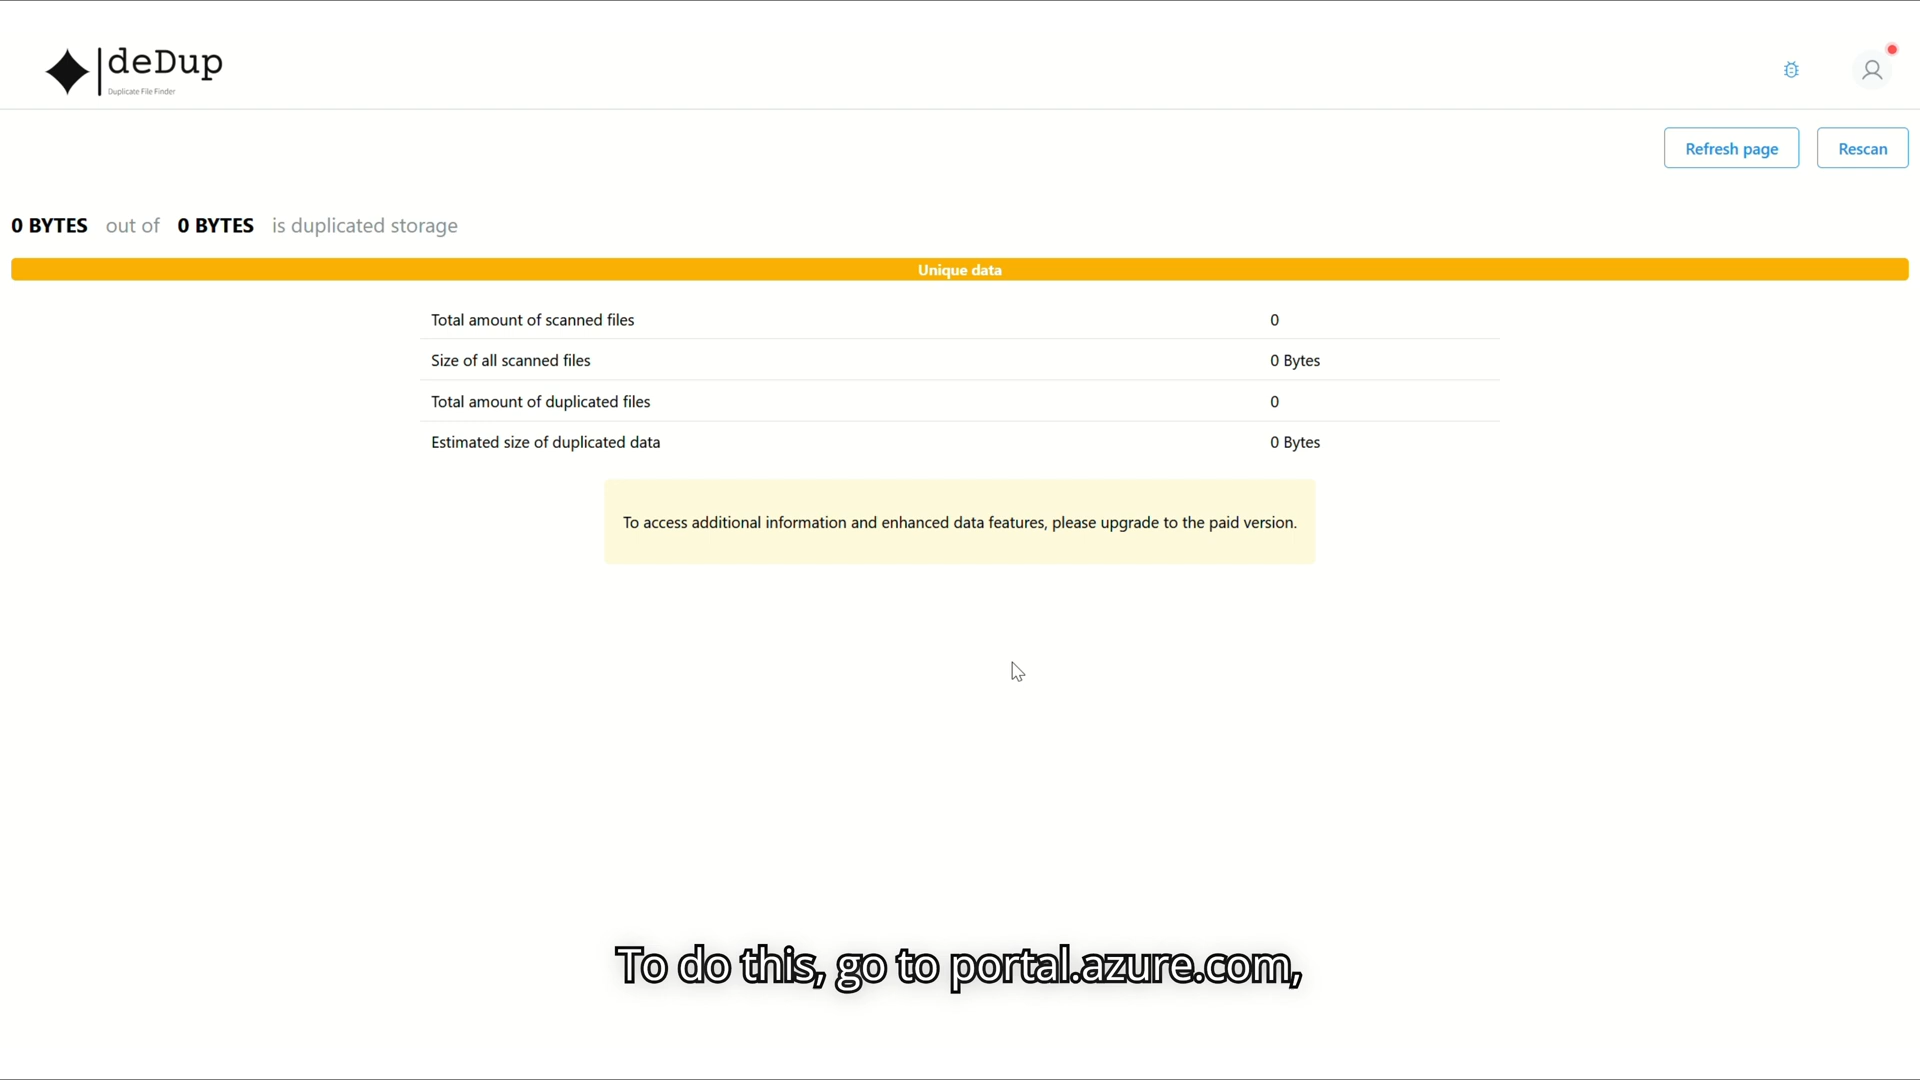 deDup
Duplicate File Finder
Refresh page
Rescan
0 BYTES out of 0 BYTES is duplicated storage
Unique data
Total amount of scanned files 0
Size of all scanned files 0 Bytes
Total amount of duplicated files 0
Estimated size of duplicated data 0 Bytes
To access additional information and enhanced data features, please upgrade to the paid version.
To do this, go to portal.azure.com,